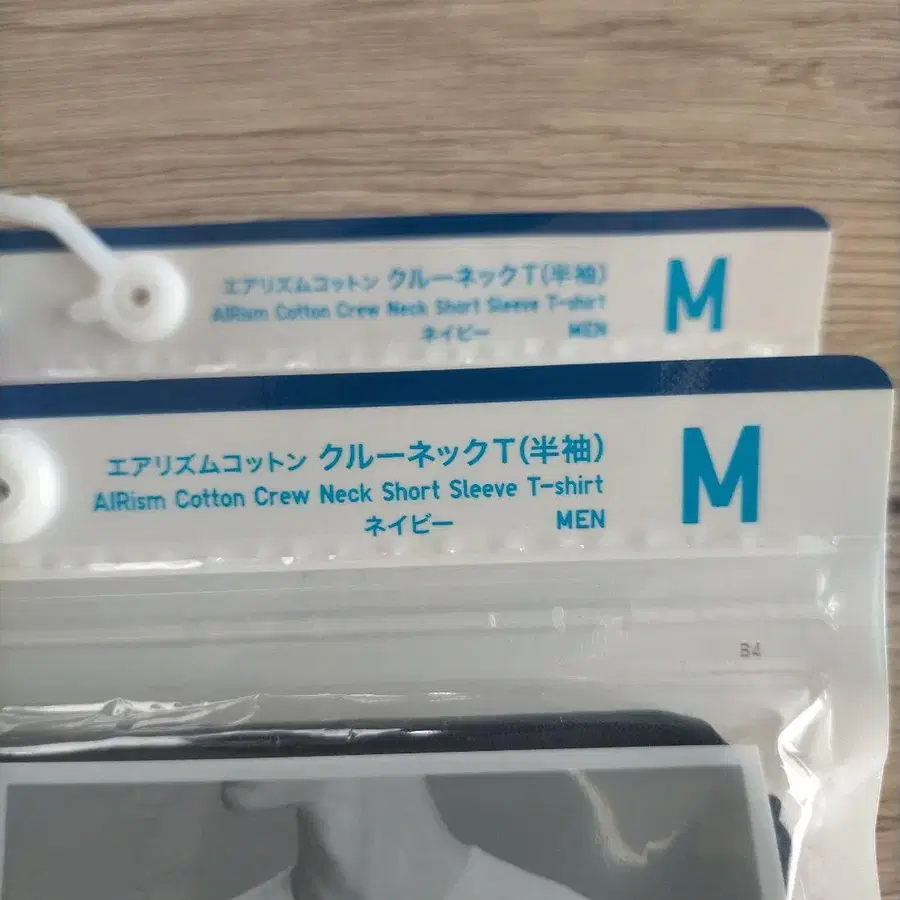 エアリズムコットン クルーネックT(半袖)
AIRism Cotton Crew Neck Short Sleeve T-shirt
ネイビー MEN
M
エアリズムコットン クルーネックT(半袖)
AIRism Cotton Crew Neck Short Sleeve T-shirt
ネイビー MEN
M
B4